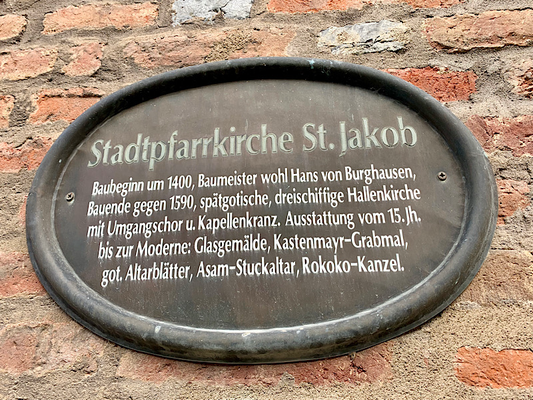 Stadtpfarrkirche St. Jakob
Baubeginn um 1400, Baumeister wohl Hans von Burghausen,
Bauende gegen 1590, spätgotische, dreischiffige Hallenkirche
mit Umgangschor u. Kapellenkranz. Ausstattung vom 15. Jh.
bis zur Moderne: Glasgemälde, Kastenmayr-Grabmal,
got. Altarblätter, Asam-Stuckaltar, Rokoko-Kanzel.